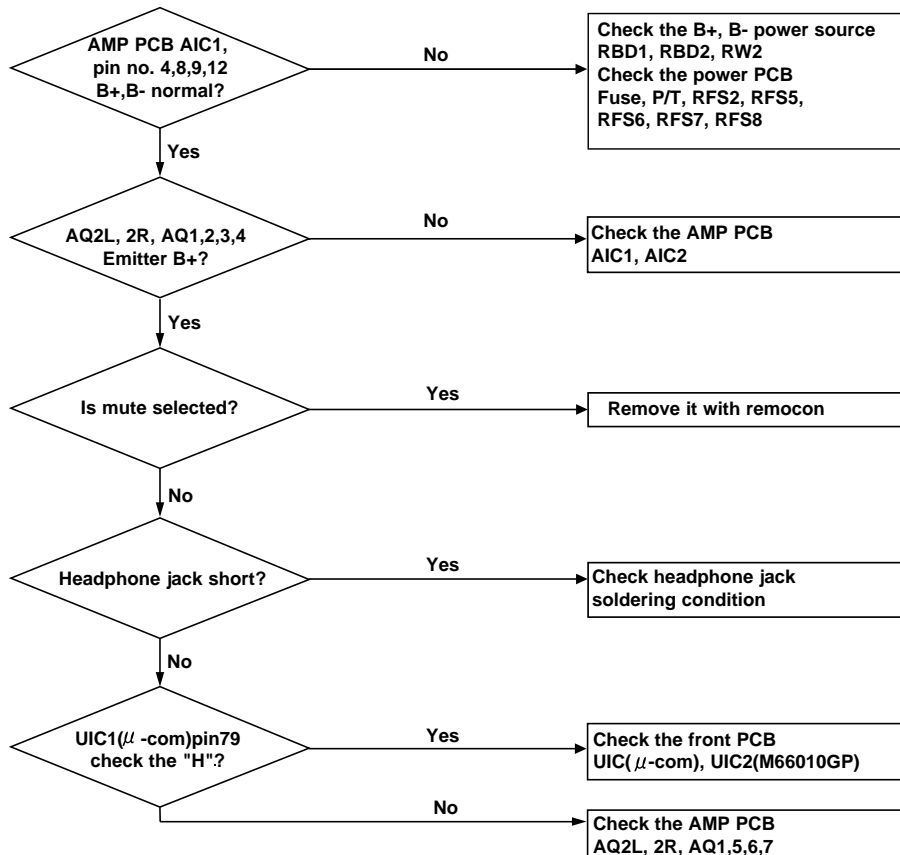 AMP PCB AIC1,
pin no. 4,8,9,12
B+,B- normal?
No
Check the B+, B- power source
RBD1, RBD2, RW2
Check the power PCB
Fuse, P/T, RFS2, RFS5,
RFS6, RFS7, RFS8
Yes
AQ2L, 2R, AQ1,2,3,4
Emitter B+?
No
Check the AMP PCB
AIC1, AIC2
Yes
Is mute selected?
Yes
Remove it with remocon
No
Headphone jack short?
Yes
Check headphone jack
soldering condition
No
UIC1(μ -com)pin79
check the "H".?
Yes
Check the front PCB
UIC(μ-com), UIC2(M66010GP)
No
Check the AMP PCB
AQ2L, 2R, AQ1,5,6,7